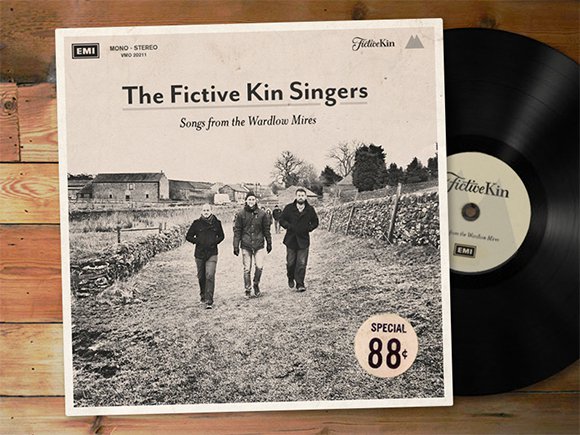 EMI
MONO - STEREO
VMO 20211
FictiveKin
The Fictive Kin Singers
Songs from the Wardlow Mires
SPECIAL
88¢
FictiveKin
from the Wardlow Mires
EMI